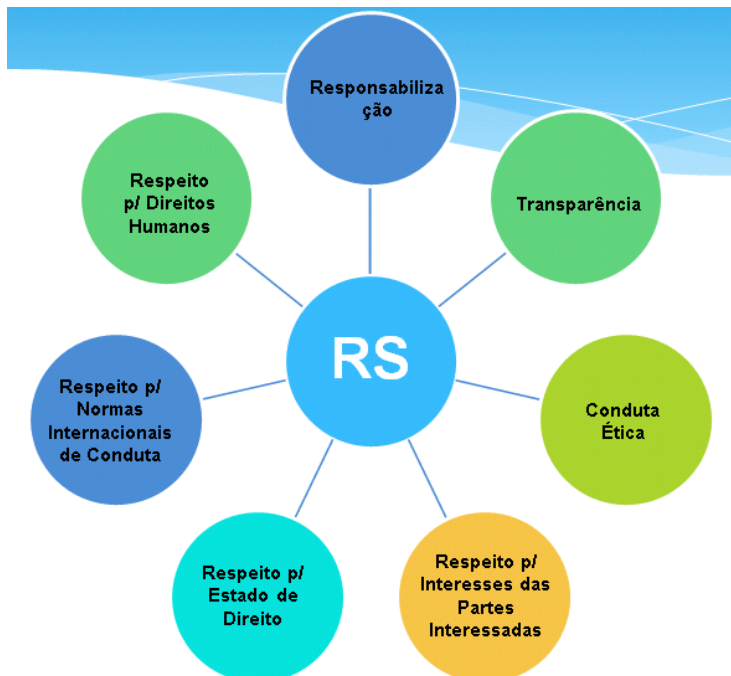 Responsabiliza
ção
Transparência
Conduta
Ética
Respeito p/
Interesses das
Partes
Interessadas
Respeito p/
Estado de
Direito
Respeito p/
Normas
Internacionais
de Conduta
Respeito
p/ Direitos
Humanos
RS